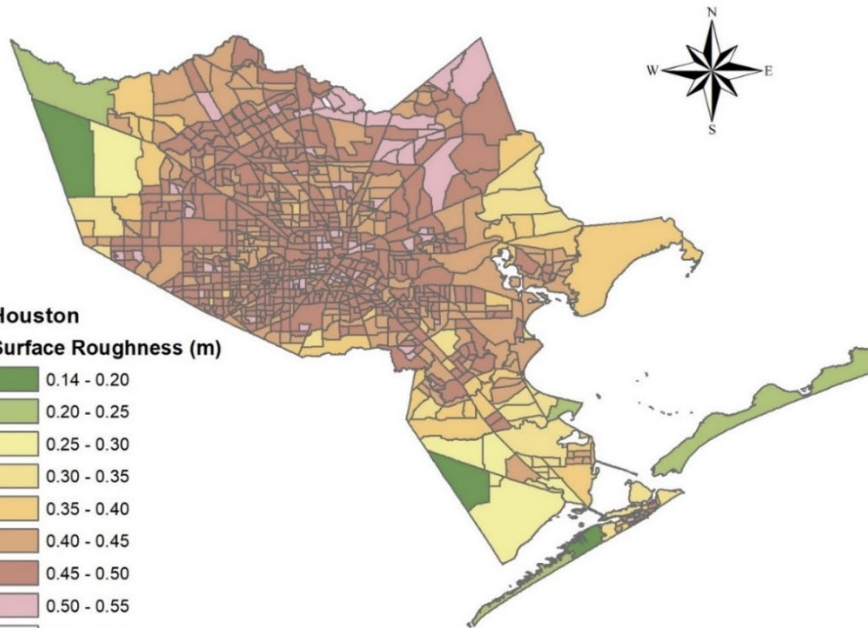 N
W
E
S
Houston
Surface Roughness (m)
0.14 - 0.20
0.20 - 0.25
0.25 - 0.30
0.30 - 0.35
0.35 - 0.40
0.40 - 0.45
0.45 - 0.50
0.50 - 0.55